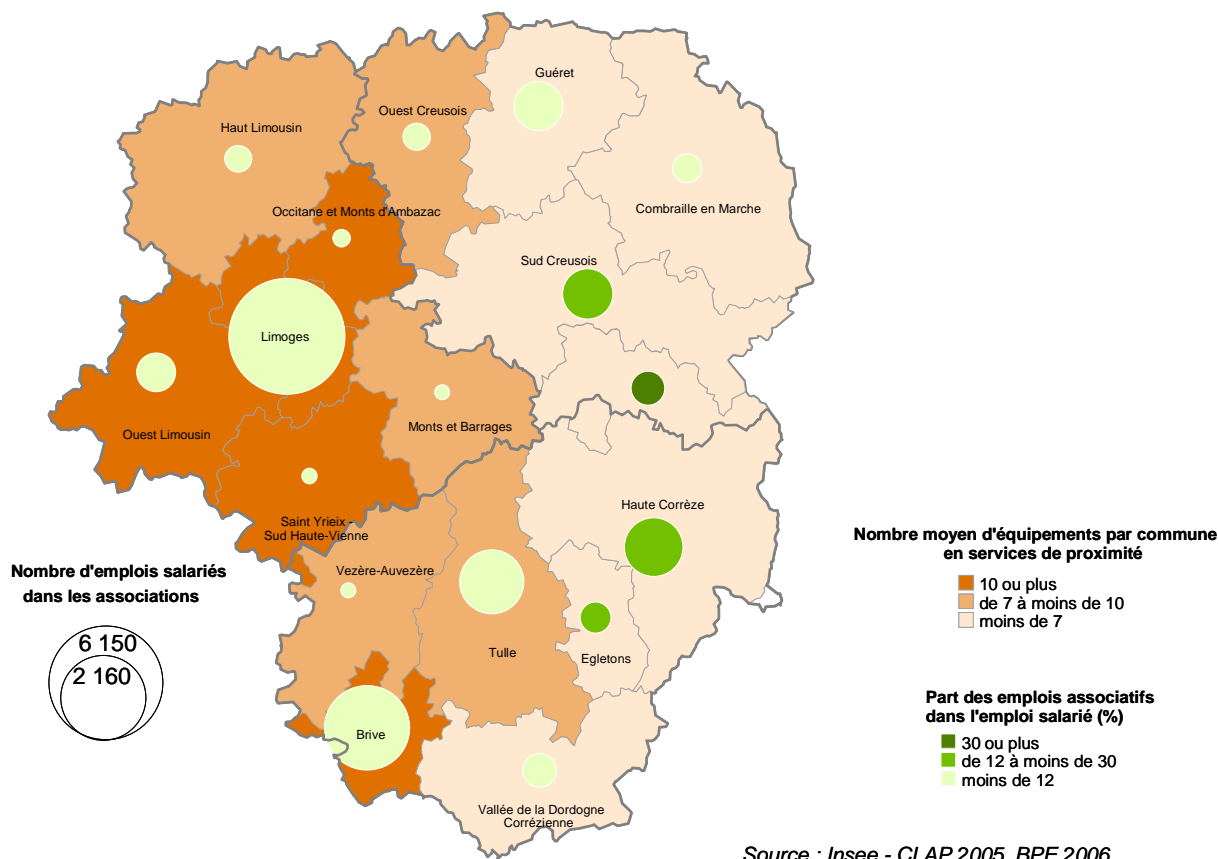 Guéret
Ouest Creusois
Haut Limousin
Combraille en Marche
Occitane et Monts d'Ambazac
Sud Creusois
Limoges
Ouest Limousin
Monts et Barrages
Saint Yrieix -
Sud Haute-Vienne
Haute Corrèze
Vezère-Auvezère
Tulle
Egletons
Brive
Vallée de la Dordogne
Corrézienne
Nombre d'emplois salariés
dans les associations
6 150
2 160
Nombre moyen d'équipements par commune
en services de proximité
10 ou plus
de 7 à moins de 10
moins de 7
Part des emplois associatifs
dans l'emploi salarié (%)
30 ou plus
de 12 à moins de 30
moins de 12
Source : Insee - CLAP 2005, BPE 2006